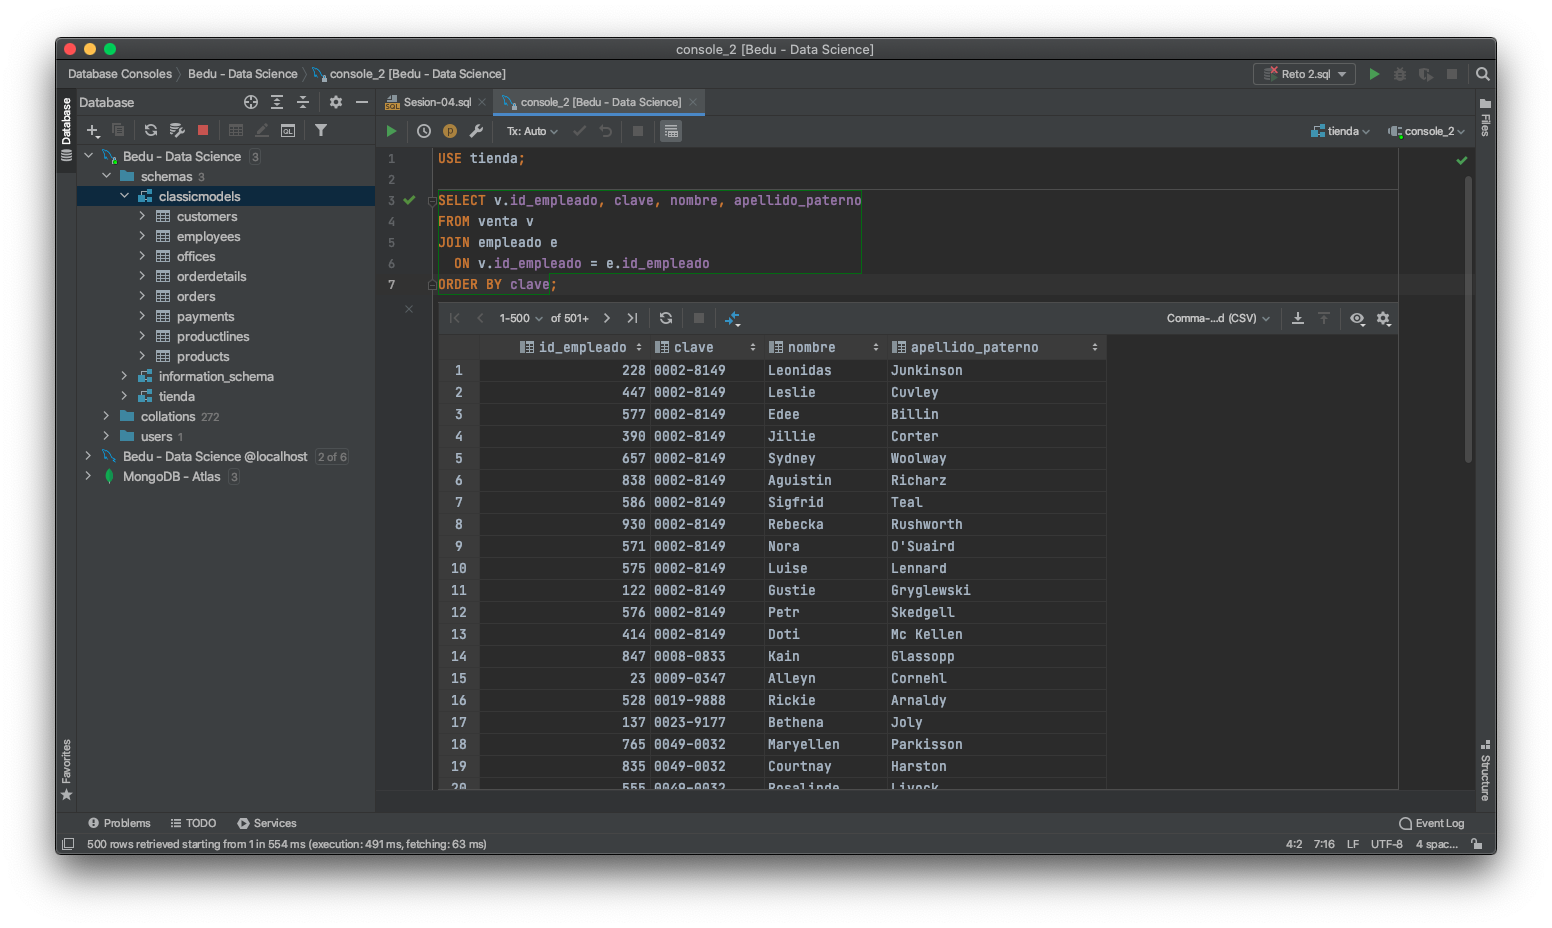 console_2 [Bedu - Data Science]
Database Consoles Bedu - Data Science console_2 [Bedu - Data Science] Reto 2.sql
Database
Database
Sesion-04.sql console_2 [Bedu - Data Science]
Files
Tx: Auto tienda console_2
Bedu - Data Science 3
schemas 3
classicmodels
customers
employees
offices
orderdetails
orders
payments
productlines
products
information_schema
tienda
collations 272
users 1
Bedu - Data Science @localhost 2 of 6
MongoDB - Atlas 3
1 USE tienda;
2
3 SELECT v.id_empleado, clave, nombre, apellido_paterno
4 FROM venta v
5 JOIN empleado e
6 ON v.id_empleado = e.id_empleado
7 ORDER BY clave;
1-500 of 501+ Comma-...d (CSV)
id_empleado clave nombre apellido_paterno
1 228 0002-8149 Leonidas Junkinson
2 447 0002-8149 Leslie Cuvley
3 577 0002-8149 Edee Billin
4 390 0002-8149 Jillie Corter
5 657 0002-8149 Sydney Woolway
6 838 0002-8149 Aguistin Richarz
7 586 0002-8149 Sigfrid Teal
8 930 0002-8149 Rebecka Rushworth
9 571 0002-8149 Nora O'Suaird
10 575 0002-8149 Luise Lennard
11 122 0002-8149 Gustie Gryglewski
12 576 0002-8149 Petr Skedgell
13 414 0002-8149 Doti Mc Kellen
14 847 0008-0833 Kain Glassopp
15 23 0009-0347 Alleyn Cornehl
16 528 0019-9888 Rickie Arnaldy
17 137 0023-9177 Bethena Joly
18 765 0049-0032 Maryellen Parkisson
19 835 0049-0032 Courtnay Harston
20 555 0049-0032 Rosalinde Livock
Favorites
Structure
Problems TODO Services Event Log
500 rows retrieved starting from 1 in 554 ms (execution: 491 ms, fetching: 63 ms) 4:2 7:16 LF UTF-8 4 spac...